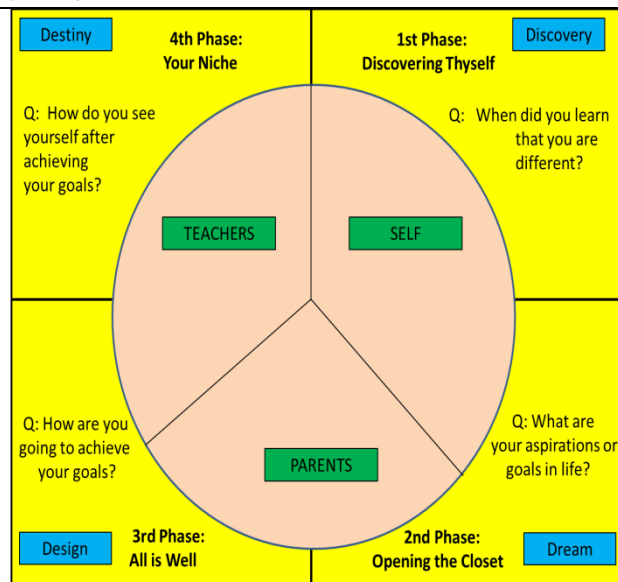 Destiny
4th Phase:
Your Niche
1st Phase:
Discovering Thyself
Discovery
Q: How do you see
yourself after
achieving
your goals?
Q: When did you learn
that you are
different?
TEACHERS
SELF
Q: How are you
going to achieve
your goals?
Q: What are
your aspirations or
goals in life?
PARENTS
Design
3rd Phase:
All is Well
2nd Phase:
Opening the Closet
Dream